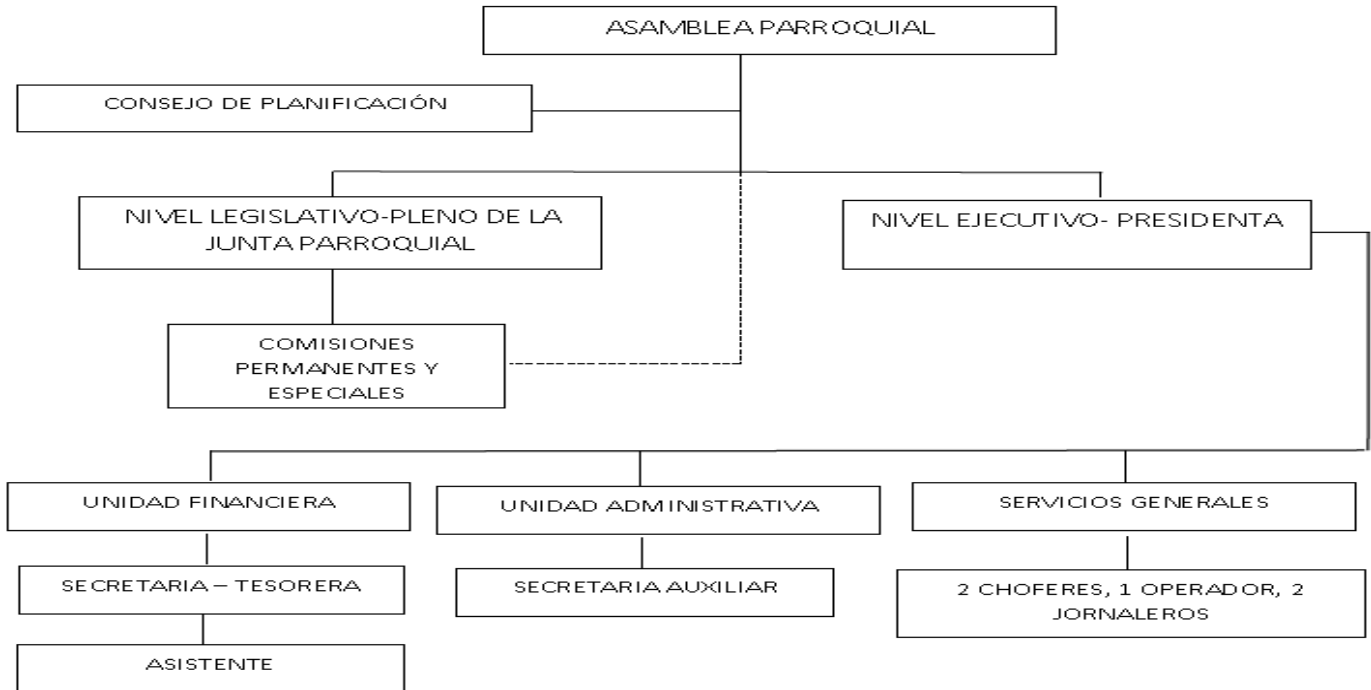 ASAMBLEA PARROQUIAL
CONSEJO DE PLANIFICACIÓN
NIVEL LEGISLATIVO-PLENO DE LA
JUNTA PARROQUIAL
NIVEL EJECUTIVO- PRESIDENTA
COMISIONES
PERMANENTES Y
ESPECIALES
UNIDAD FINANCIERA
UNIDAD ADMINISTRATIVA
SERVICIOS GENERALES
SECRETARIA – TESORERA
SECRETARIA AUXILIAR
2 CHOFERES, 1 OPERADOR, 2
JORNALEROS
ASISTENTE